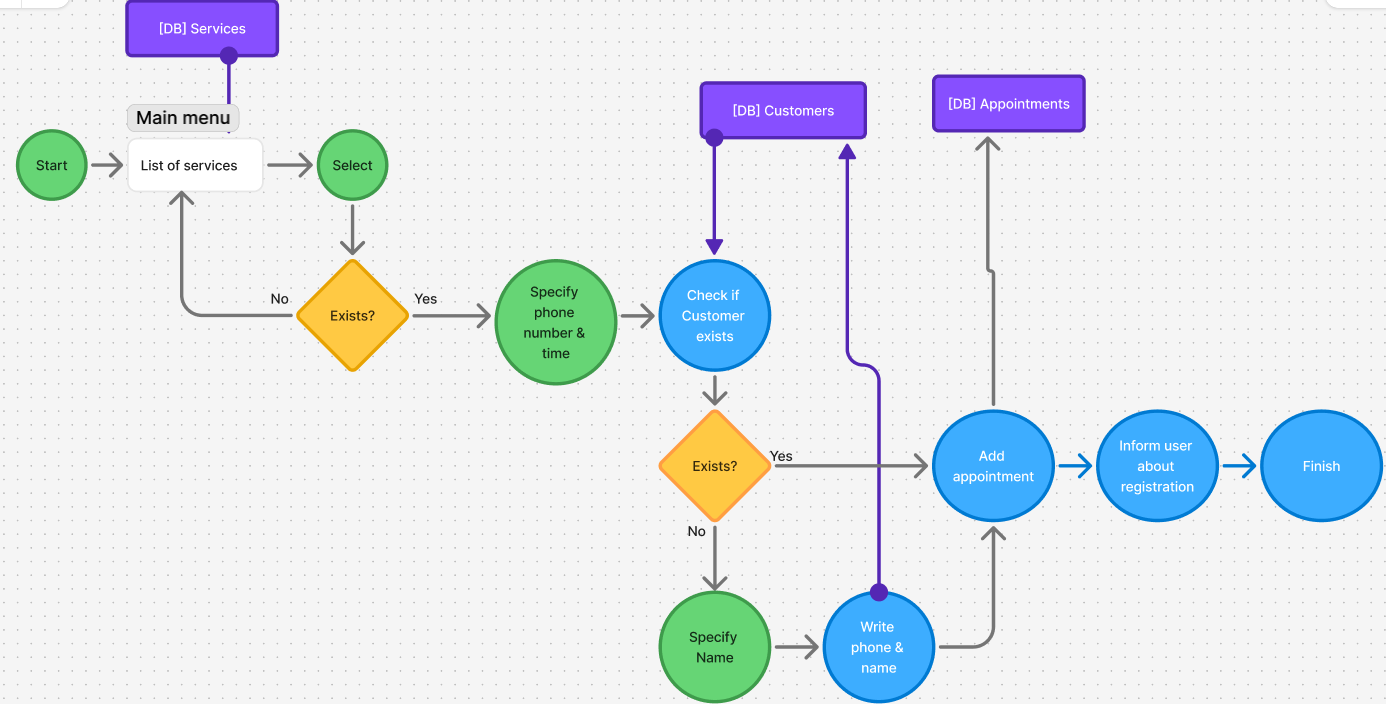 [DB] Services
Main menu
Start
List of services
Select
[DB] Customers
[DB] Appointments
No
Exists?
Yes
Specify
phone
number &
time
Check if
Customer
exists
Exists?
Yes
No
Add
appointment
Inform user
about
registration
Finish
Specify
Name
Write
phone &
name